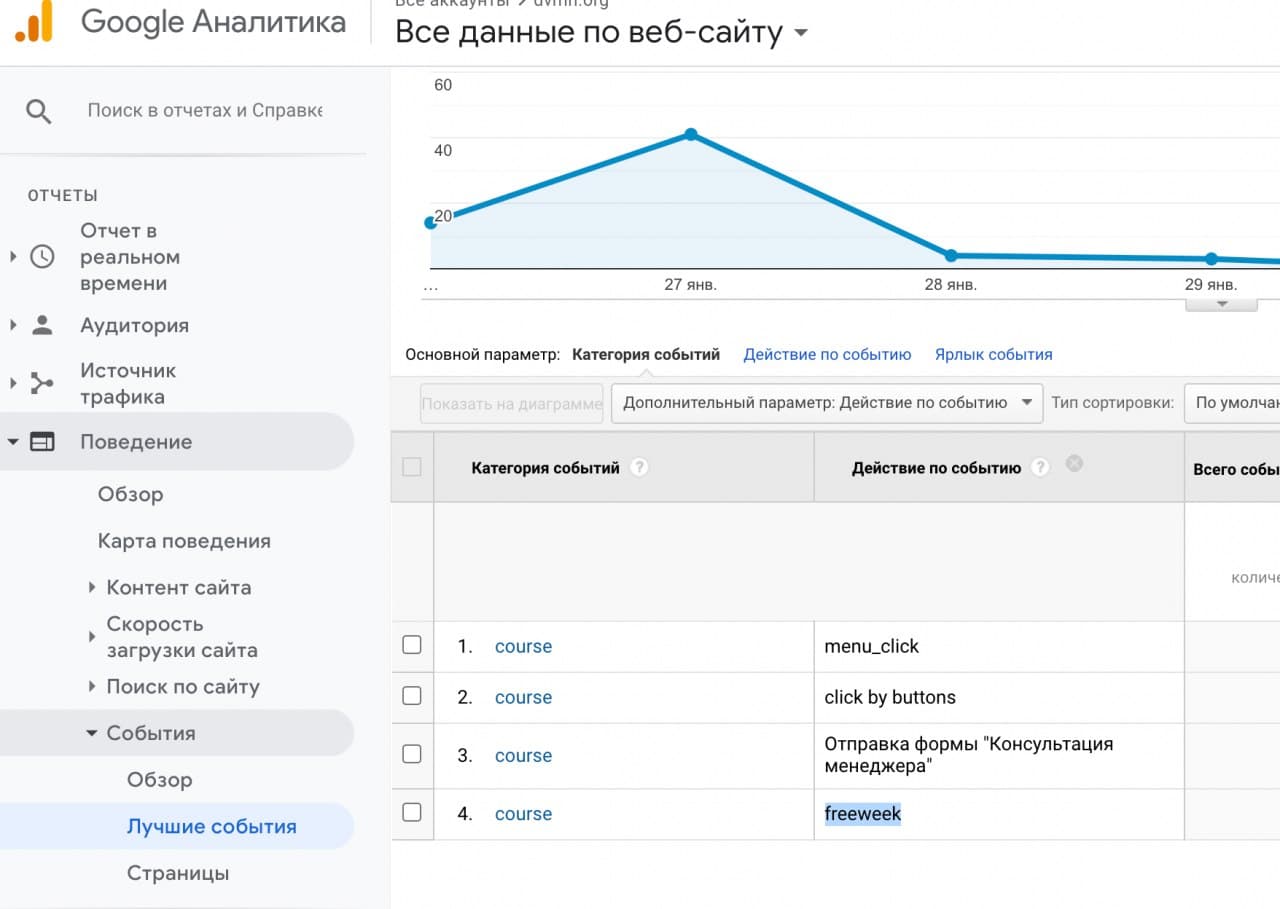 Google Аналитика
Все аккаунты > dvmn.org
Все данные по веб-сайту
Поиск в отчетах и Справке
ОТЧЕТЫ
Отчет в
реальном
времени
Аудитория
Источник
трафика
Поведение
Обзор
Карта поведения
Контент сайта
Скорость
загрузки сайта
Поиск по сайту
События
Обзор
Лучшие события
Страницы
60
40
20
...
27 янв.
28 янв.
29 янв.
Основной параметр: Категория событий Действие по событию Ярлык события
Показать на диаграмме Дополнительный параметр: Действие по событию Тип сортировки: По умолчан
Категория событий ? Действие по событию ? Всего собы
количе
1. course menu_click
2. course click by buttons
3. course Отправка формы "Консультация
менеджера"
4. course freeweek